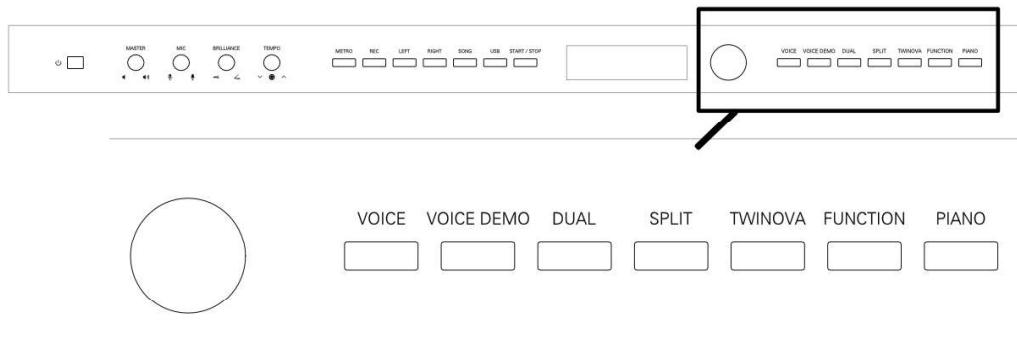 MASTER MIC BRILLIANCE TEMPO METRO REC LEFT RIGHT SONG USB START / STOP VOICE VOICE DEMO DUAL SPLIT TWINOVA FUNCTION PIANO
VOICE VOICE DEMO DUAL SPLIT TWINOVA FUNCTION PIANO